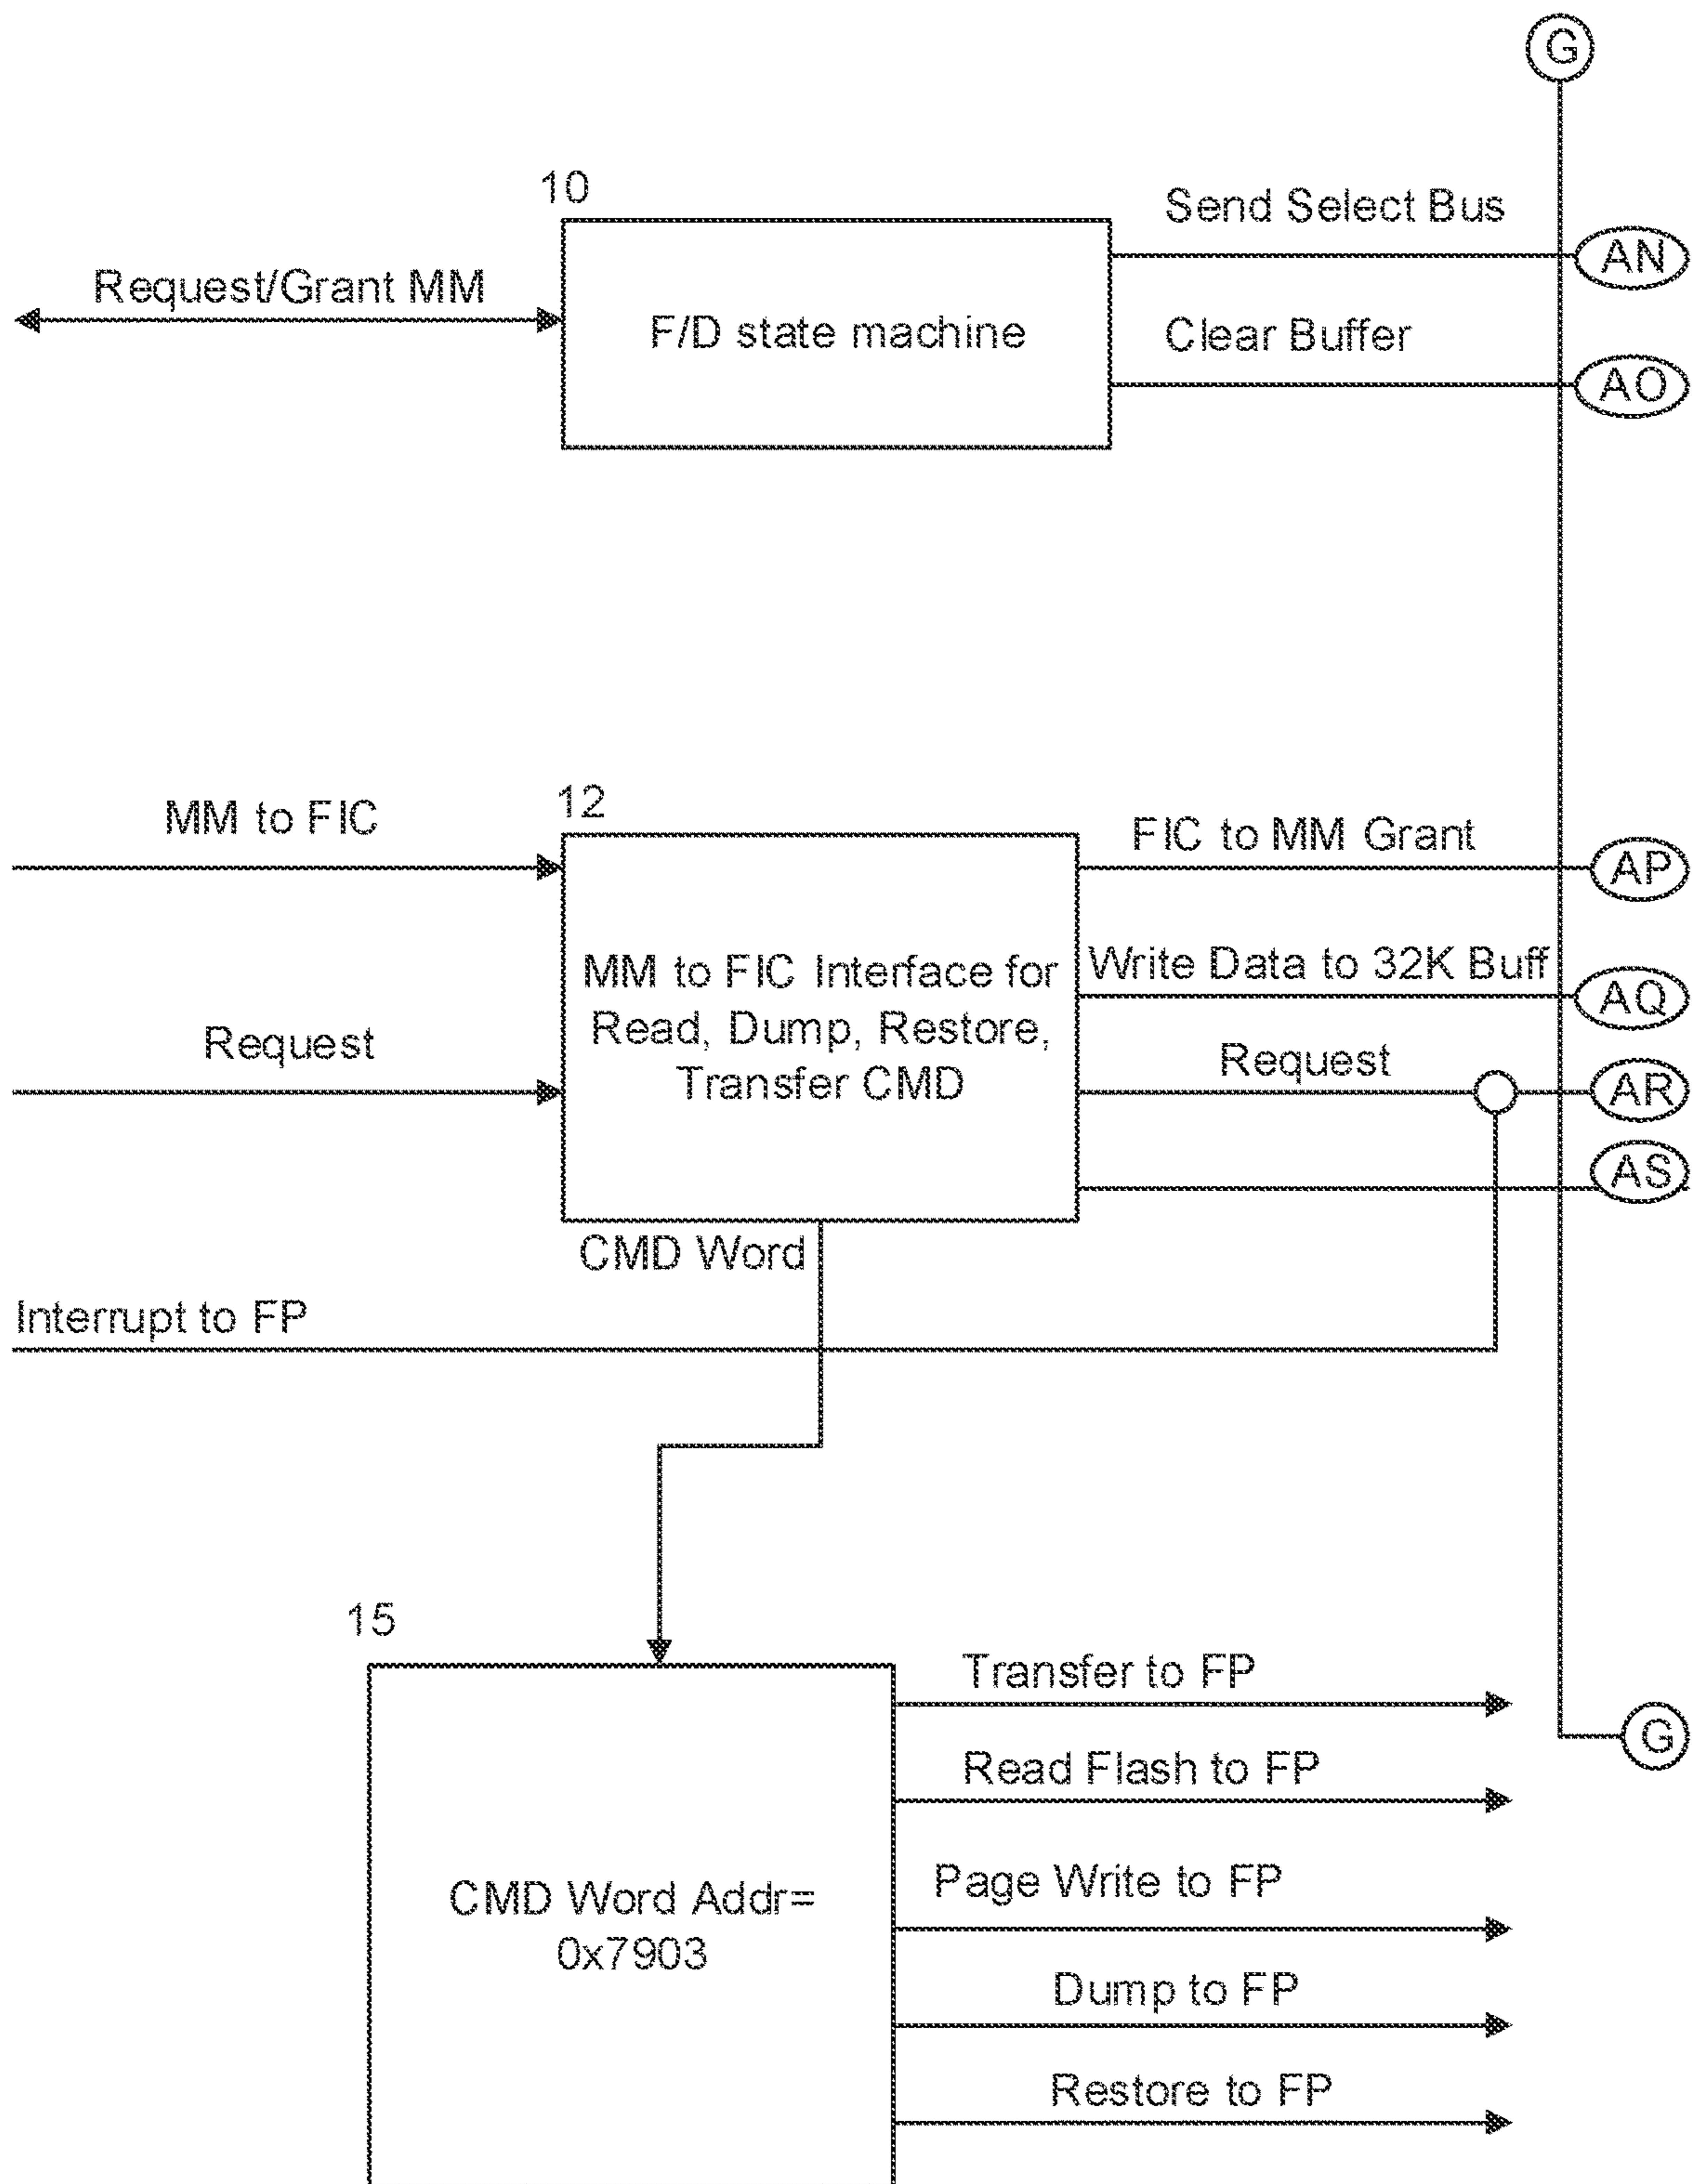 G
10
Send Select Bus
AN
Request/Grant MM
F/D state machine
Clear Buffer
AO
12
MM to FIC
FIC to MM Grant
AP
MM to FIC Interface for
Read, Dump, Restore,
Transfer CMD
Write Data to 32K Buff
AQ
Request
Request
AR
AS
CMD Word
Interrupt to FP
15
Transfer to FP
G
Read Flash to FP
Page Write to FP
CMD Word Addr=
0x7903
Dump to FP
Restore to FP